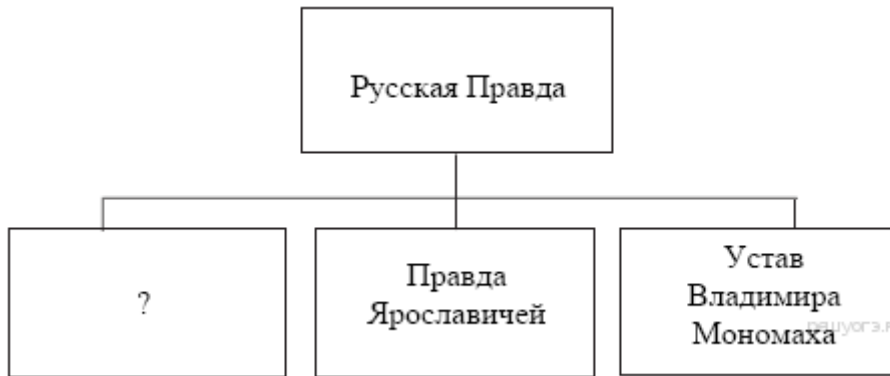 Русская Правда
?
Правда
Ярославичей
Устав
Владимира
Мономаха